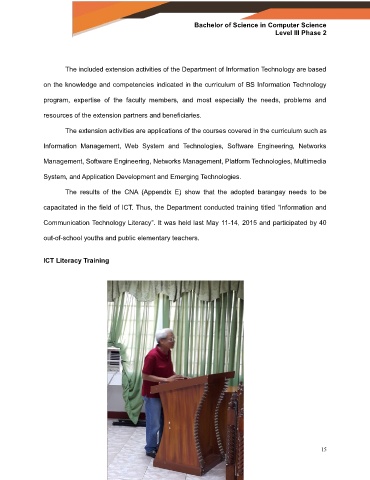 Bachelor of Science in Computer Science
Level III Phase 2
The included extension activities of the Department of Information Technology are based
on the knowledge and competencies indicated in the curriculum of BS Information Technology
program, expertise of the faculty members, and most especially the needs, problems and
resources of the extension partners and beneficiaries.
The extension activities are applications of the courses covered in the curriculum such as
Information Management, Web System and Technologies, Software Engineering, Networks
Management, Software Engineering, Networks Management, Platform Technologies, Multimedia
System, and Application Development and Emerging Technologies.
The results of the CNA (Appendix E) show that the adopted barangay needs to be
capacitated in the field of ICT. Thus, the Department conducted training titled "Information and
Communication Technology Literacy". It was held last May 11-14, 2015 and participated by 40
out-of-school youths and public elementary teachers.
ICT Literacy Training
15